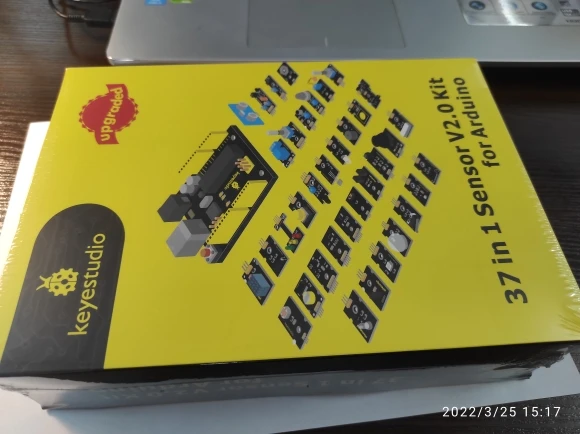 upgraded
keyestudio
37 in 1 Sensor V2.0 Kit
for Arduino
2022/3/25 15:17